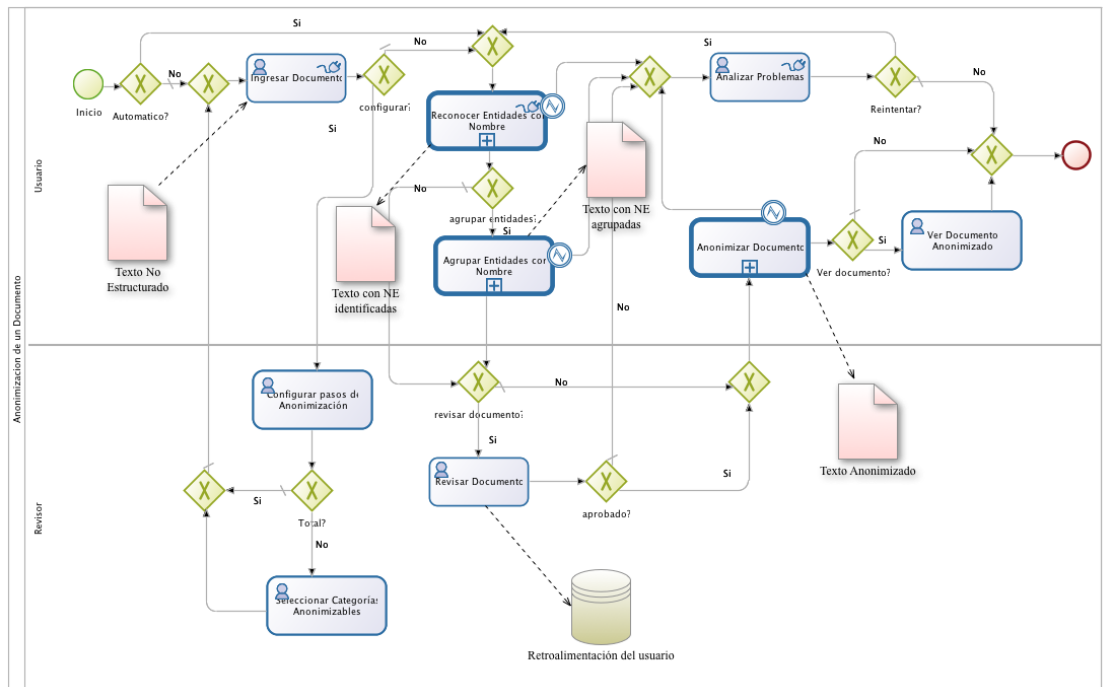 Anonimizacion de un Documento
Usuario
Revisor
Si
No
No
Si
Inicio
Automatico?
Ingresar Documento
configurar?
Si
Analizar Problemas
Reintentar?
No
Reconocer Entidades con
Nombre
No
agrupar entidades?
Si
Texto No
Estructurado
Texto con NE
identificadas
Agrupar Entidades con
Nombre
Texto con NE
agrupadas
No
No
Anonimizar Documento
Ver documento?
Si
Ver Documento
Anonimizado
Configurar pasos de
Anonimización
revisar documento?
No
Si
Si
Total?
No
Revisar Documento
aprobado?
Si
Texto Anonimizado
Seleccionar Categorías
Anonimizables
Retroalimentación del usuario